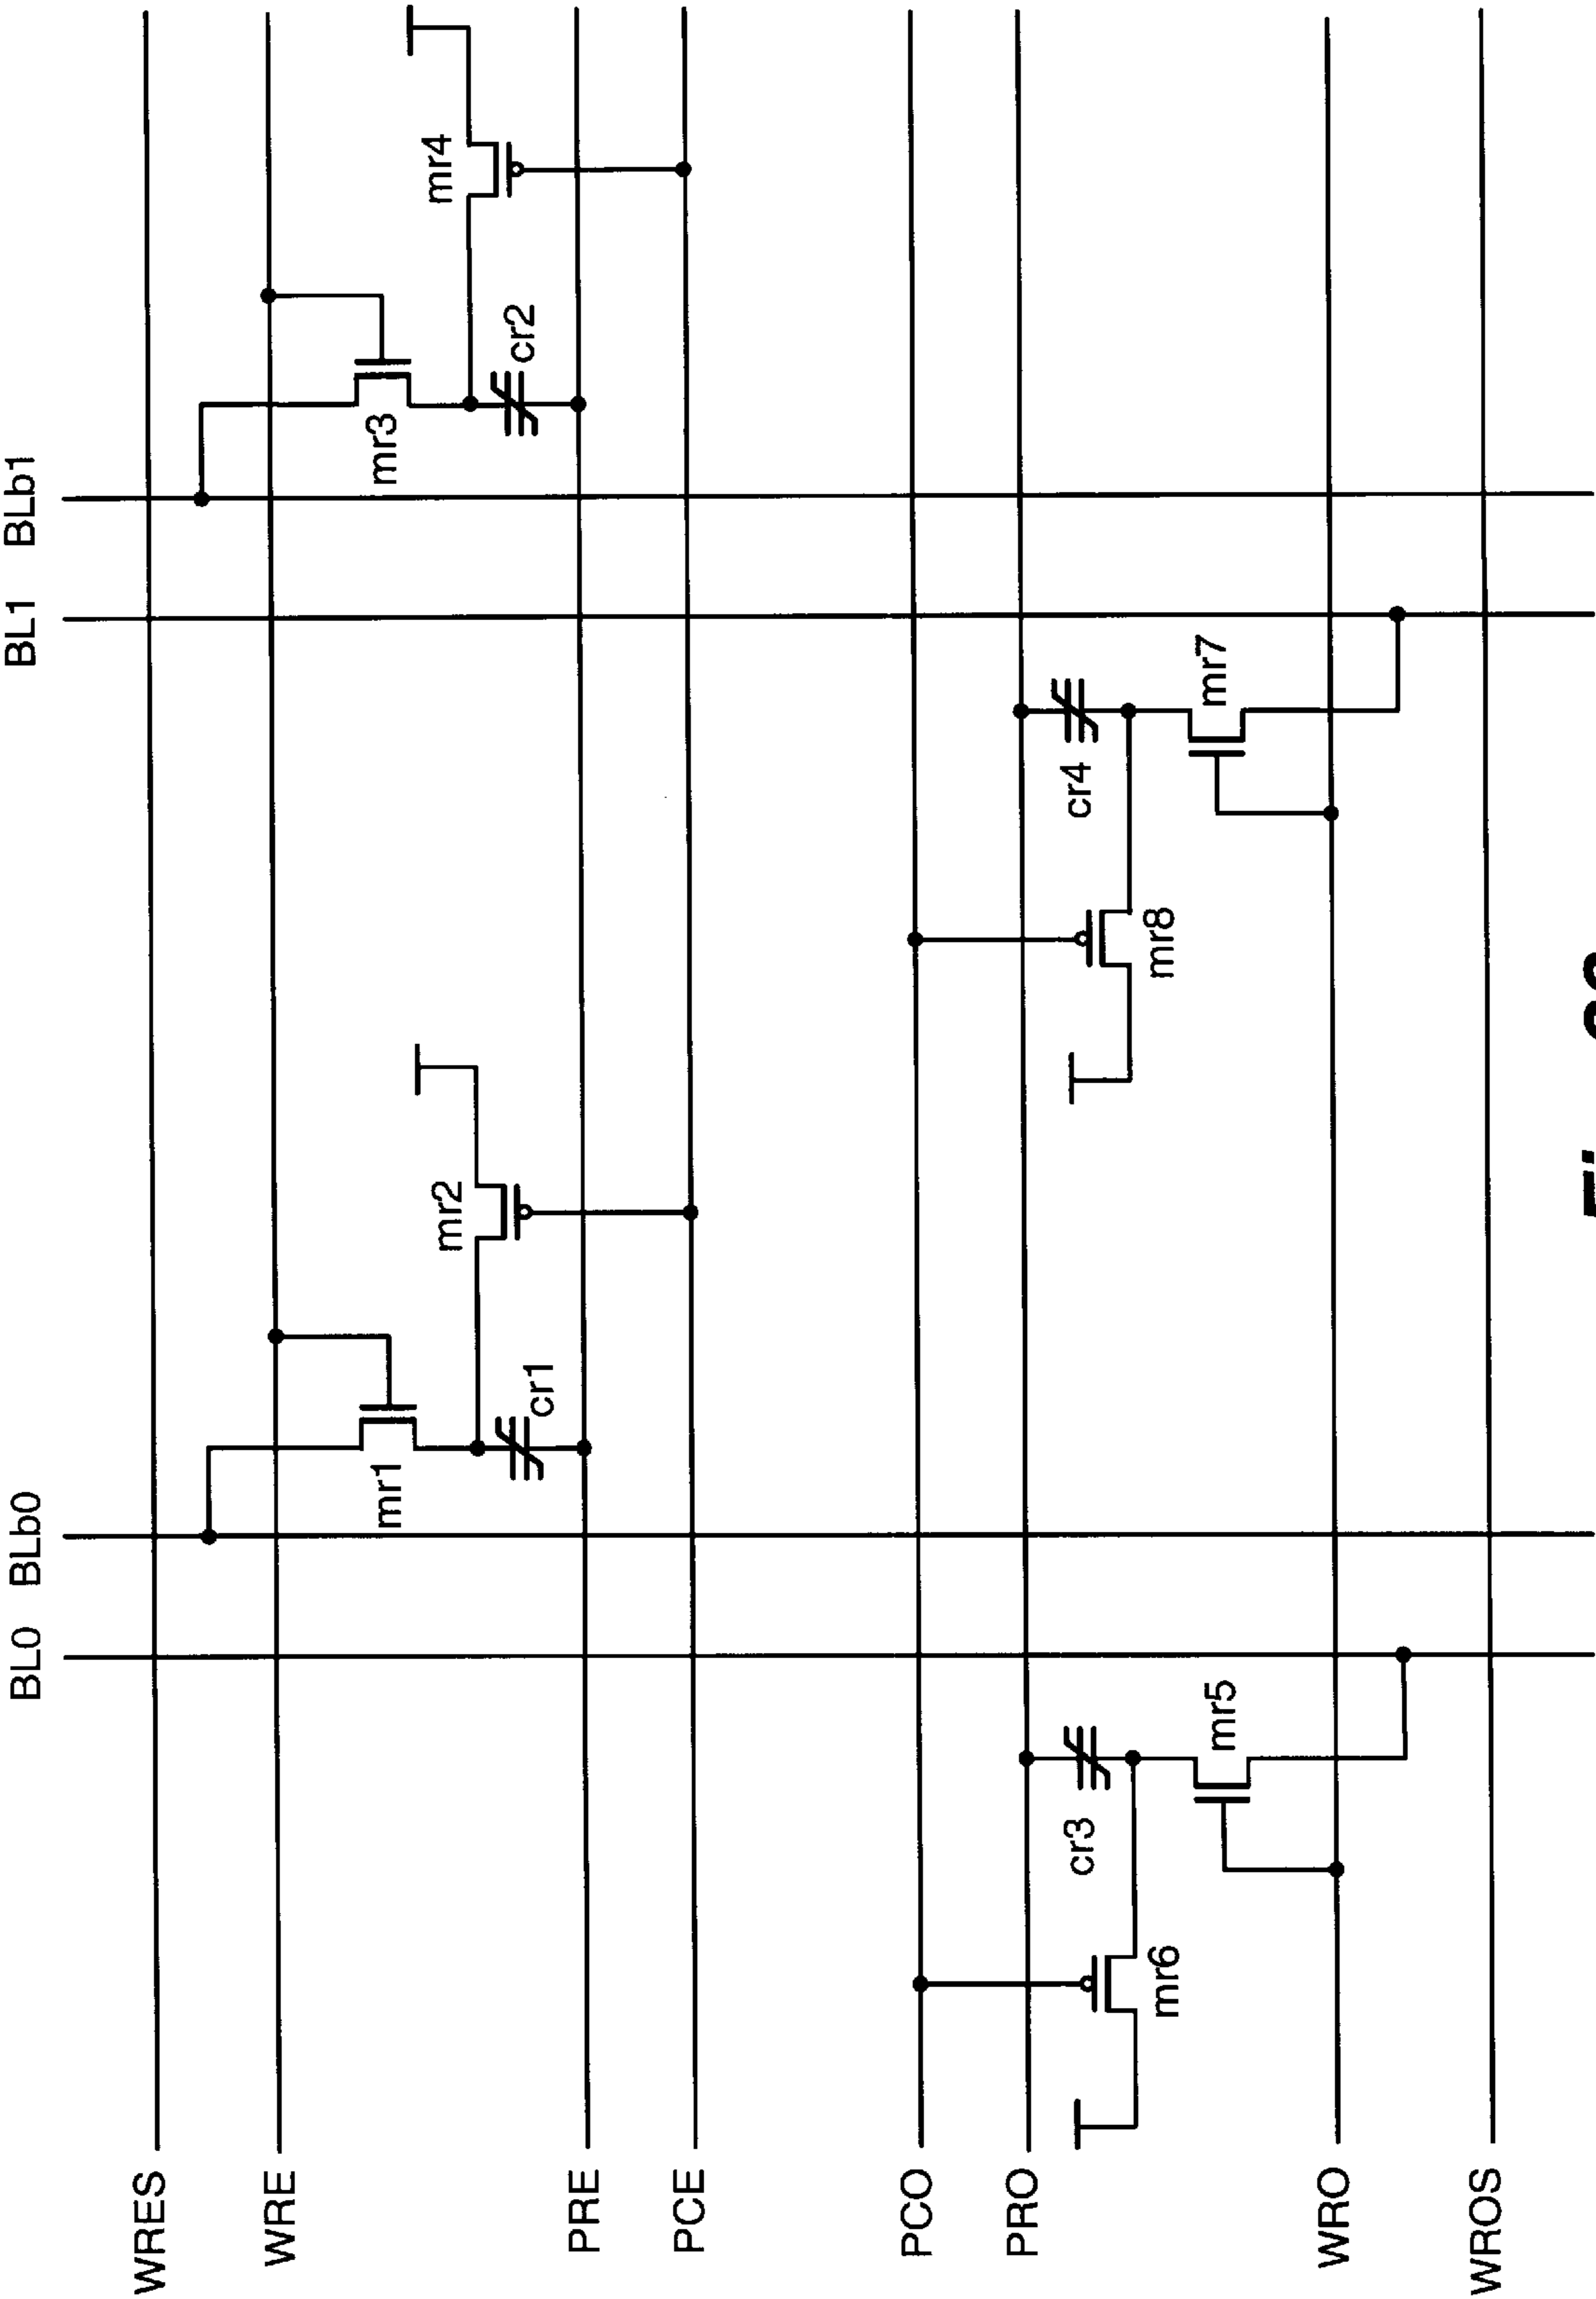 BL0 BLb0
BL1 BLb1
WRES
WRE
mr1
mr2
mr3
mr4
cr1
cr2
PRE
PCE
PCO
PRO
cr3
cr4
mr6
mr5
mr8
mr7
WRO
WROS